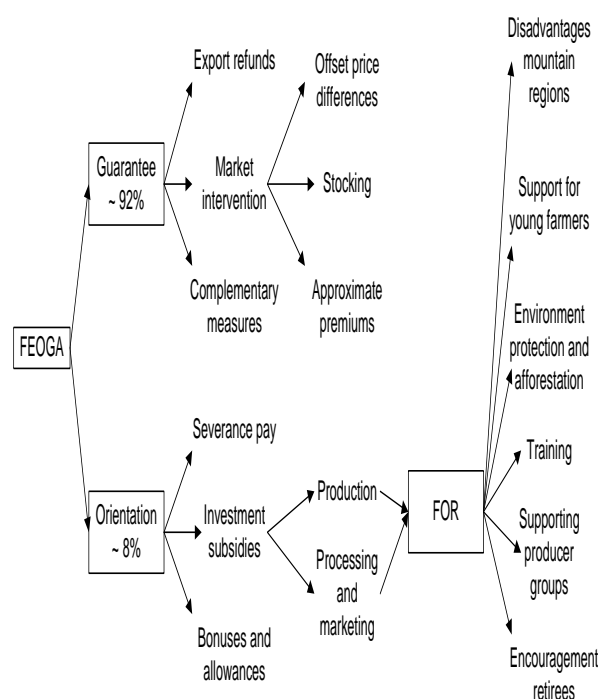 Disadvantages
mountain
regions
Export refunds
Offset price
differences
Guarantee
~ 92%
Market
intervention
Stocking
Support for
young farmers
Complementary
measures
Approximate
premiums
Environment
protection and
afforestation
FEOGA
Severance pay
Training
Orientation
~ 8%
Investment
subsidies
Production
Processing
and
marketing
FOR
Supporting
producer
groups
Bonuses and
allowances
Encouragement
retirees